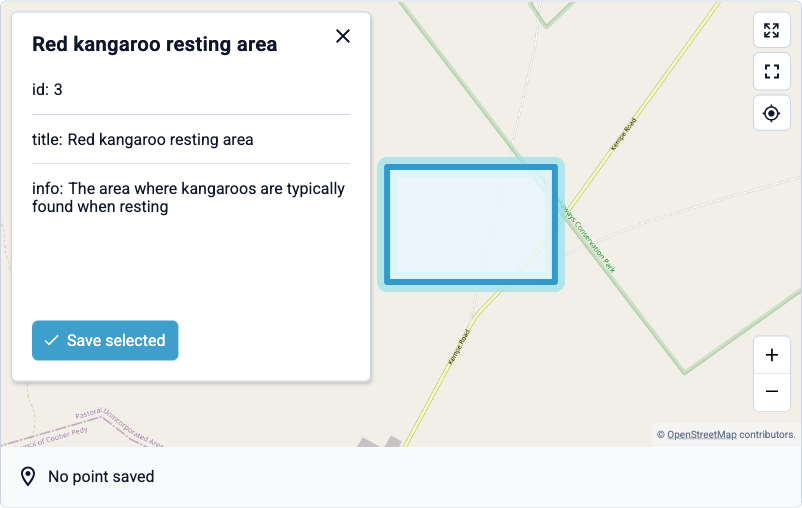 Red kangaroo resting area
id: 3
title: Red kangaroo resting area
info: The area where kangaroos are typically
found when resting
Save selected
Kempe Road
ways Conservation Park
Kempe Road
Pastoral Unincorporated Area
ncil of Coober Pedy
+
−
© OpenStreetMap contributors.
No point saved